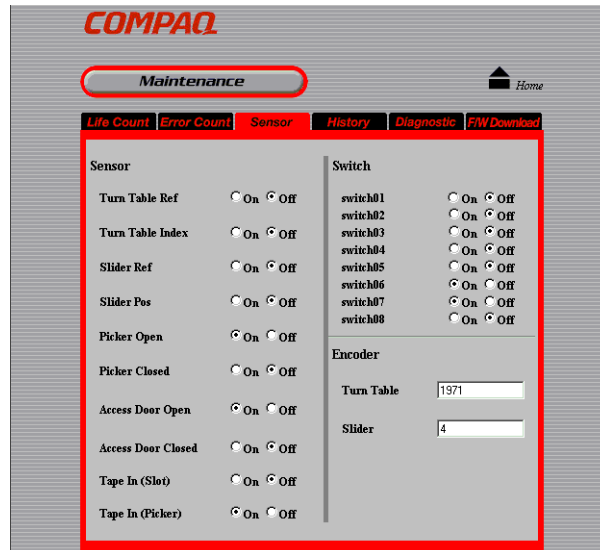 COMPAQ
Maintenance
Home
Life Count Error Count Sensor History Diagnostic F/W Download
Sensor
Turn Table Ref On Off
Turn Table Index On Off
Slider Ref On Off
Slider Pos On Off
Picker Open On Off
Picker Closed On Off
Access Door Open On Off
Access Door Closed On Off
Tape In (Slot) On Off
Tape In (Picker) On Off
Switch
switch01 On Off
switch02 On Off
switch03 On Off
switch04 On Off
switch05 On Off
switch06 On Off
switch07 On Off
switch08 On Off
Encoder
Turn Table 1971
Slider 4